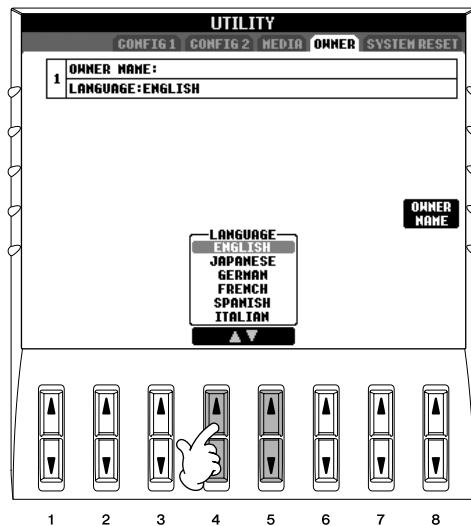 UTILITY
CONFIG 1 CONFIG 2 MEDIA OWNER SYSTEM RESET
1 OWNER NAME:
LANGUAGE:ENGLISH
OWNER
NAME
LANGUAGE
ENGLISH
JAPANESE
GERMAN
FRENCH
SPANISH
ITALIAN
1 2 3 4 5 6 7 8